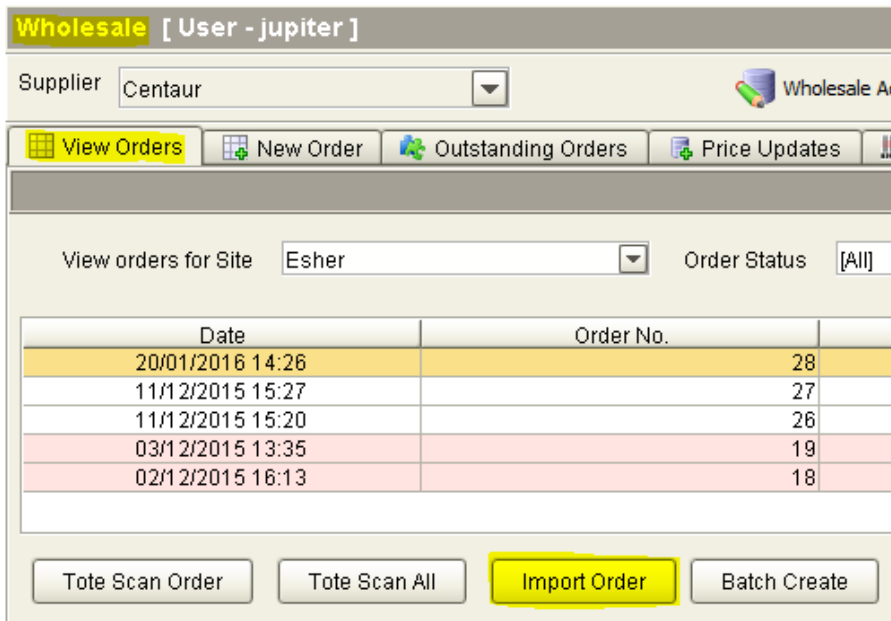 Wholesale [ User - jupiter ]
Supplier Centaur Wholesale A
View Orders New Order Outstanding Orders Price Updates
View orders for Site Esher Order Status [All]
Date Order No.
20/01/2016 14:26 28
11/12/2015 15:27 27
11/12/2015 15:20 26
03/12/2015 13:35 19
02/12/2015 16:13 18
Tote Scan Order Tote Scan All Import Order Batch Create